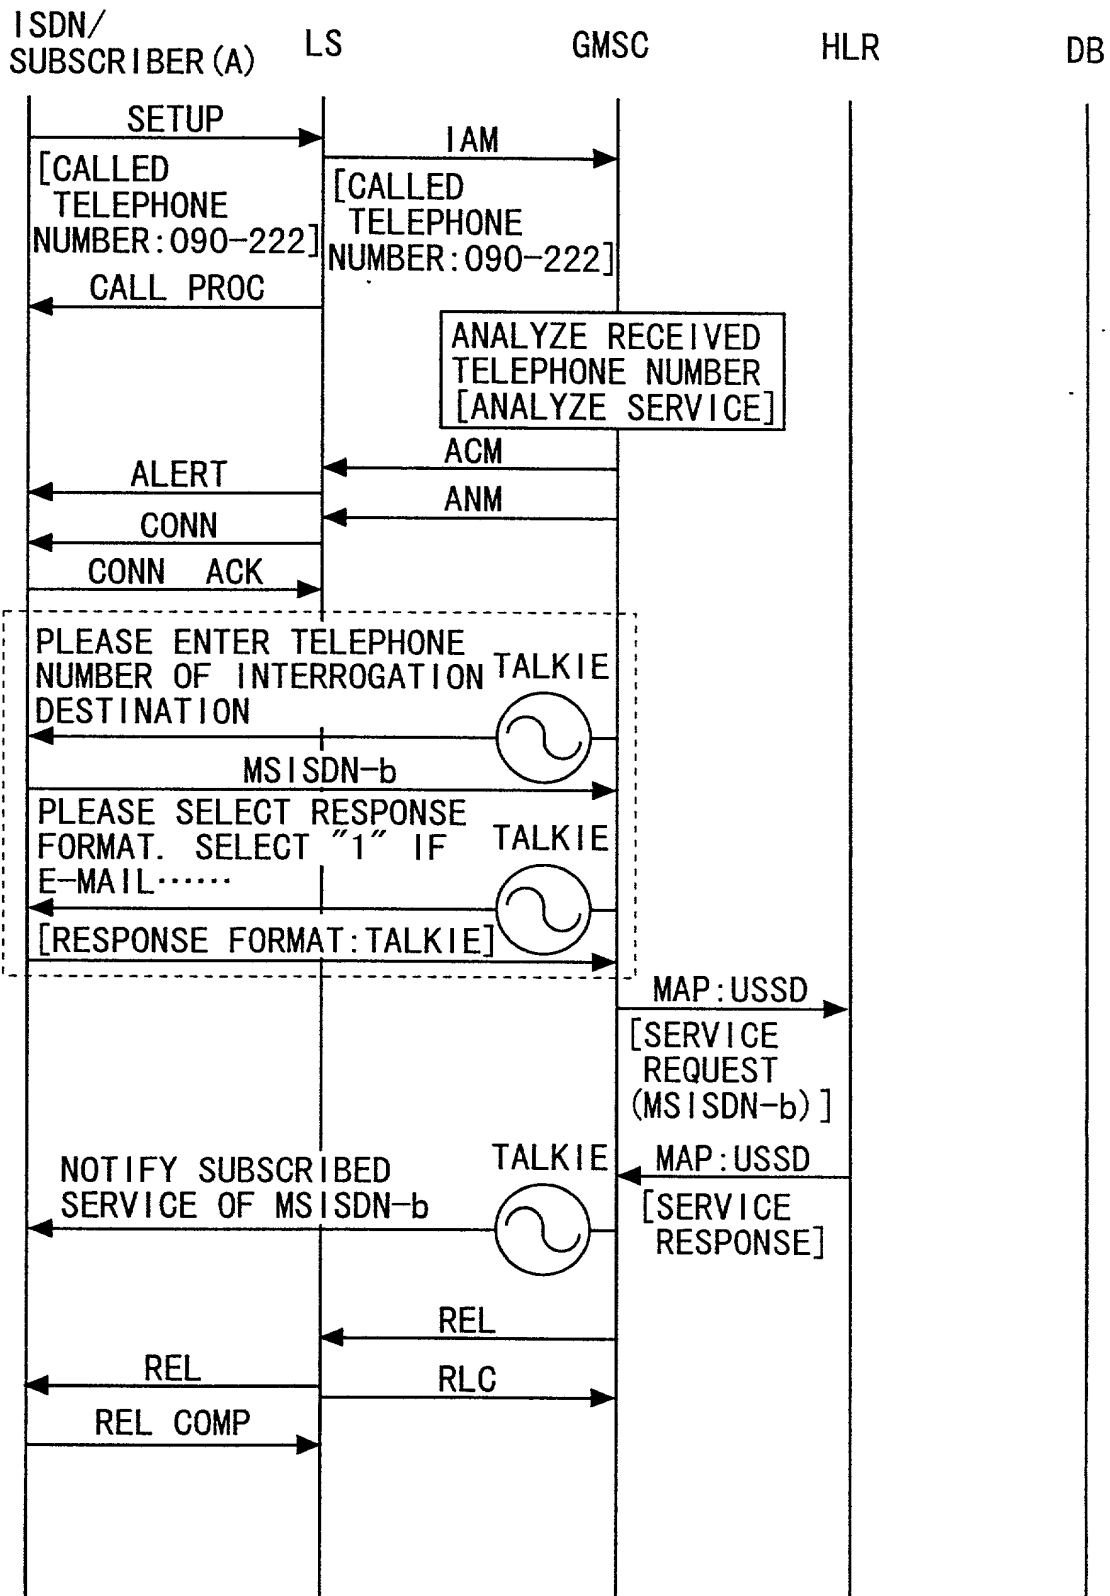 ISDN/
SUBSCRIBER(A)
LS
GMSC
HLR
DB
SETUP
IAM
[CALLED
TELEPHONE
NUMBER:090-222]
[CALLED
TELEPHONE
NUMBER:090-222]
CALL PROC
ANALYZE RECEIVED
TELEPHONE NUMBER
[ANALYZE SERVICE]
ACM
ALERT
ANM
CONN
CONN ACK
PLEASE ENTER TELEPHONE
NUMBER OF INTERROGATION
DESTINATION
TALKIE
MSISDN-b
PLEASE SELECT RESPONSE
FORMAT. SELECT "1" IF
E-MAIL······
TALKIE
[RESPONSE FORMAT:TALKIE]
MAP:USSD
[SERVICE
REQUEST
(MSISDN-b)]
NOTIFY SUBSCRIBED
SERVICE OF MSISDN-b
TALKIE
MAP:USSD
[SERVICE
RESPONSE]
REL
REL
RLC
REL COMP